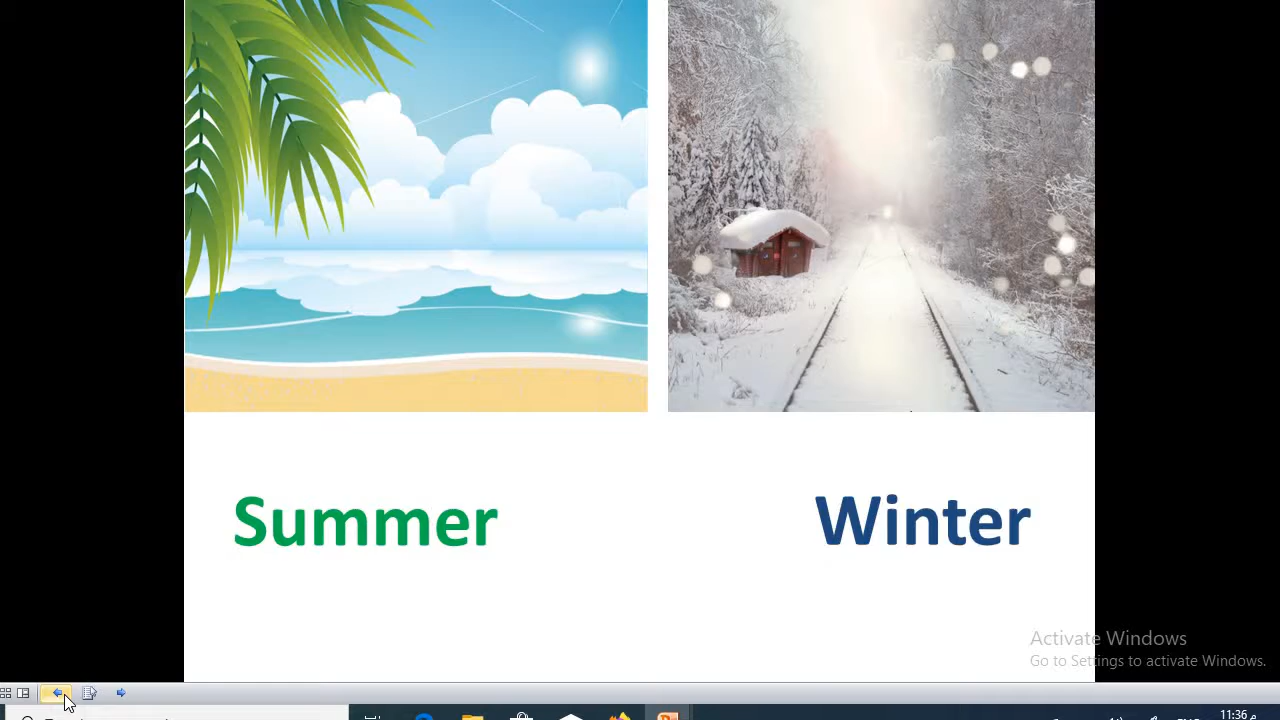 Summer
Winter
Activate Windows
Go to Settings to activate Windows.
11:36